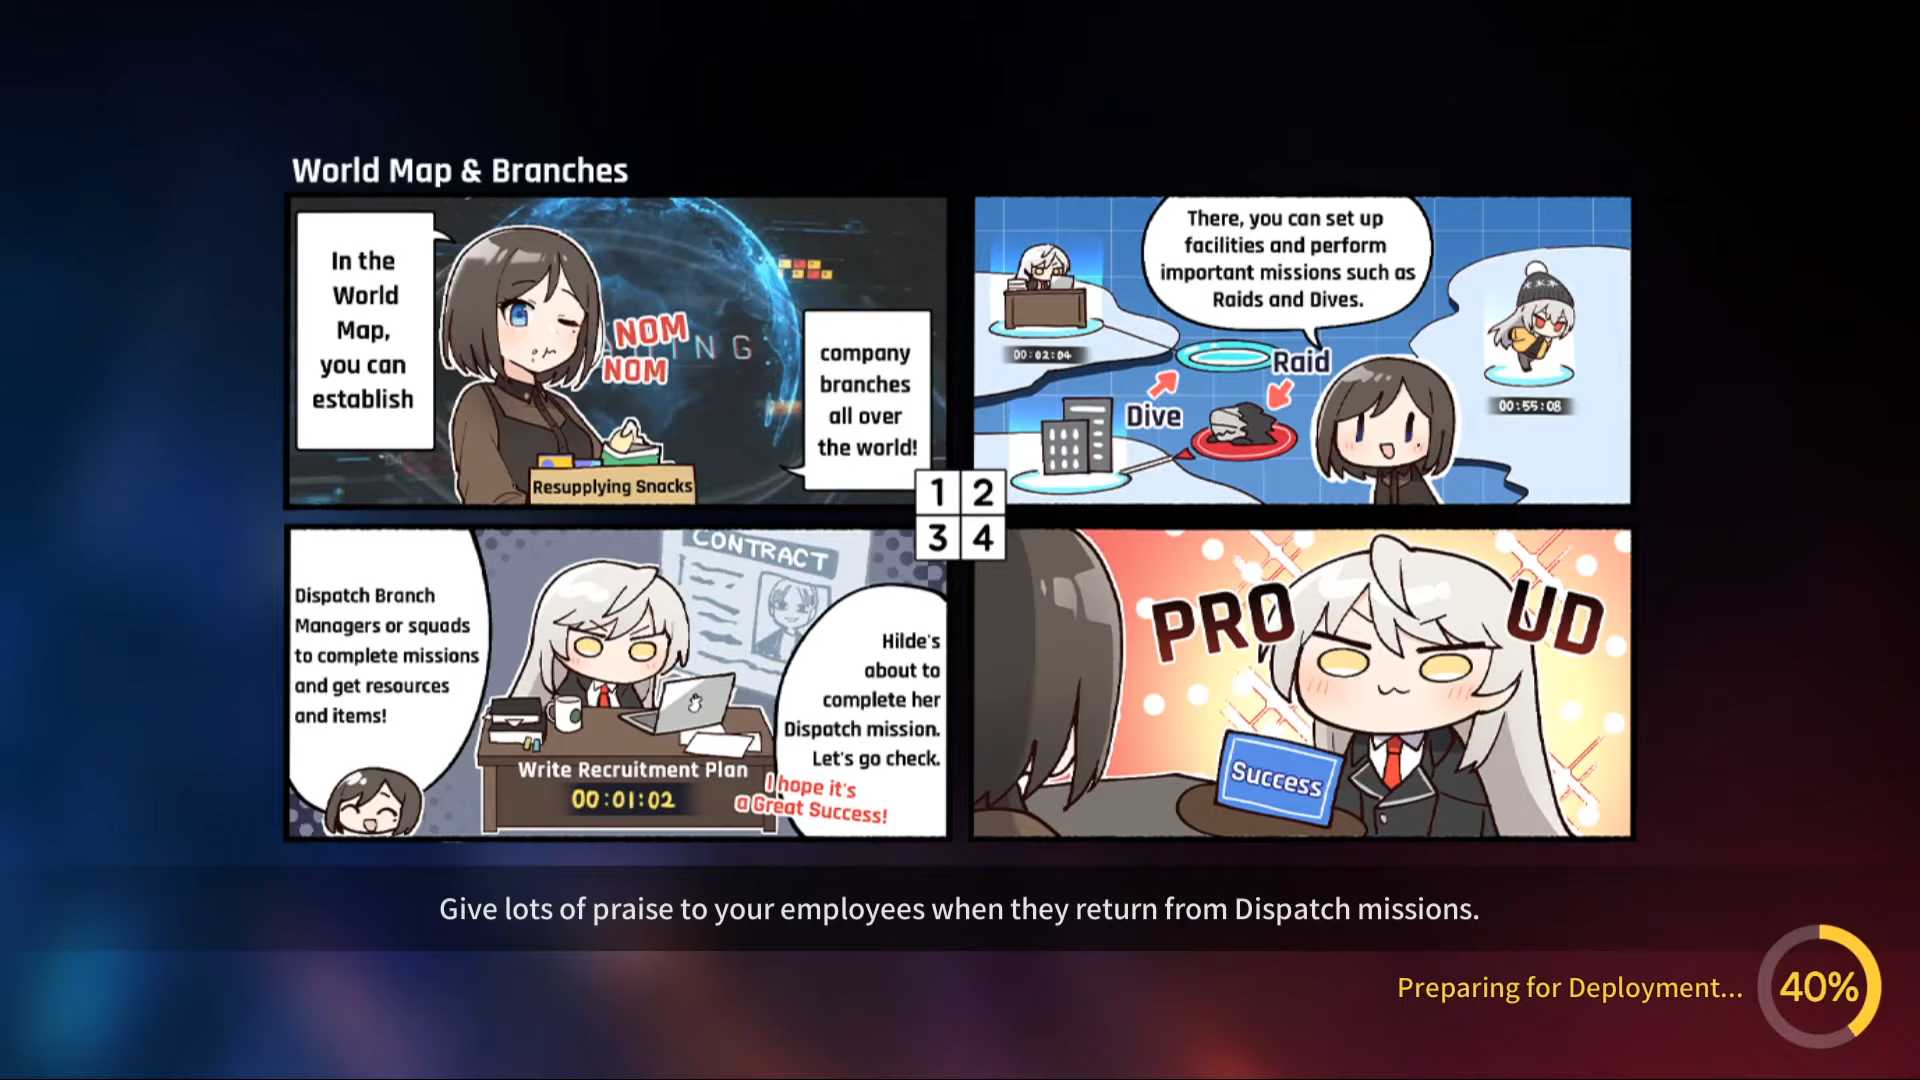 World Map & Branches
In the
World
Map,
you can
establish
NOM
NOM
company
branches
all over
the world!
Resupplying Snacks
There, you can set up
facilities and perform
important missions such as
Raids and Dives.
00:02:04
Raid
Dive
00:55:08
1 2
3 4
Dispatch Branch
Managers or squads
to complete missions
and get resources
and items!
CONTRACT
Hilde's
about to
complete her
Dispatch mission.
Let's go check.
Write Recruitment Plan
00:01:02
I hope it's
a Great Success!
PROUD
Success
Give lots of praise to your employees when they return from Dispatch missions.
Preparing for Deployment...
40%